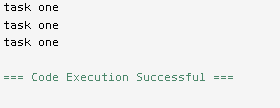 task one
task one
task one
=== Code Execution Successful ===